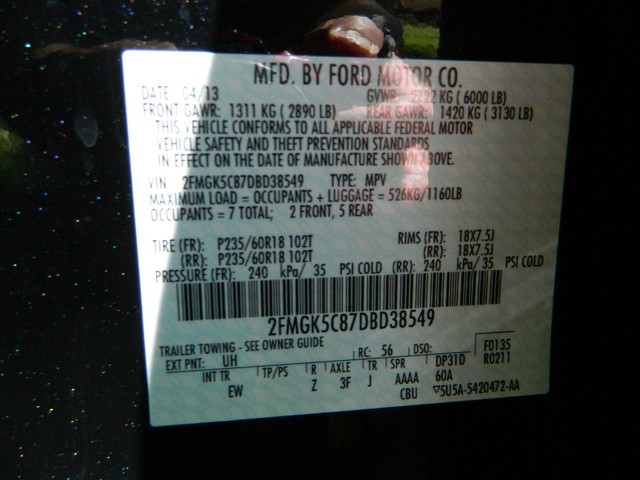 MFD. BY FORD MOTOR CO.
DATE 04/13 GVWR: 2722 KG ( 6000 LB)
FRONT GAWR: 1311 KG ( 2890 LB) REAR GAWR: 1420 KG ( 3130 LB)
THIS VEHICLE CONFORMS TO ALL APPLICABLE FEDERAL MOTOR
VEHICLE SAFETY AND THEFT PREVENTION STANDARDS
IN EFFECT ON THE DATE OF MANUFACTURE SHOWN ABOVE.
VIN: 2FMGK5C87DBD38549 TYPE: MPV
MAXIMUM LOAD = OCCUPANTS + LUGGAGE = 526KG/1160LB
OCCUPANTS = 7 TOTAL; 2 FRONT, 5 REAR
TIRE (FR): P235/60R18 102T RIMS (FR): 18X7.5J
(RR): P235/60R18 102T (RR): 18X7.5J
PRESSURE (FR): 240 kPa/ 35 PSI COLD (RR): 240 kPa/ 35 PSI COLD
2FMGK5C87DBD38549
TRAILER TOWING - SEE OWNER GUIDE F0135
EXT PNT: UH RC: 56 DSO: R0211
INT TR TP/PS R AXLE TR SPR DP31D
EW Z 3F J AAAA 60A
CBU ▽5U5A-5420472-AA